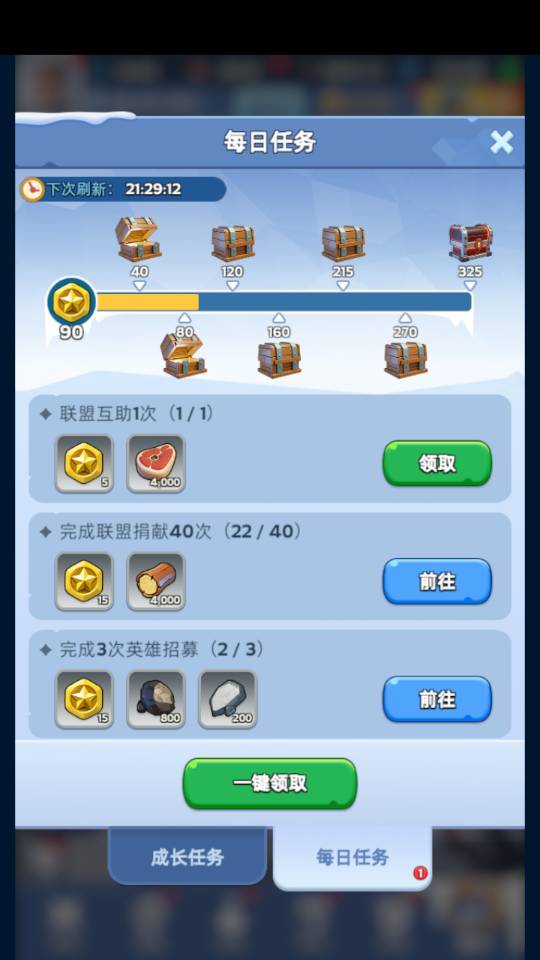 每日任务
下次刷新： 21:29:12
40 120 215 325
90
80 160 270
联盟互助1次（1 / 1）
5 4,000
领取
完成联盟捐献40次（22 / 40）
15 4,000
前往
完成3次英雄招募（2 / 3）
15 800 200
前往
一键领取
成长任务 每日任务 1